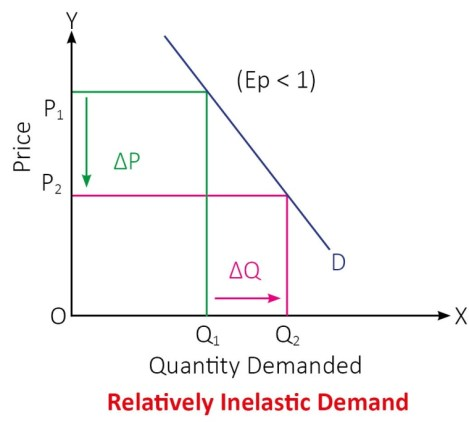 Y
(Ep < 1)
P₁
ΔP
Price
P₂
D
ΔQ
O
X
Q₁ Q₂
Quantity Demanded
Relatively Inelastic Demand